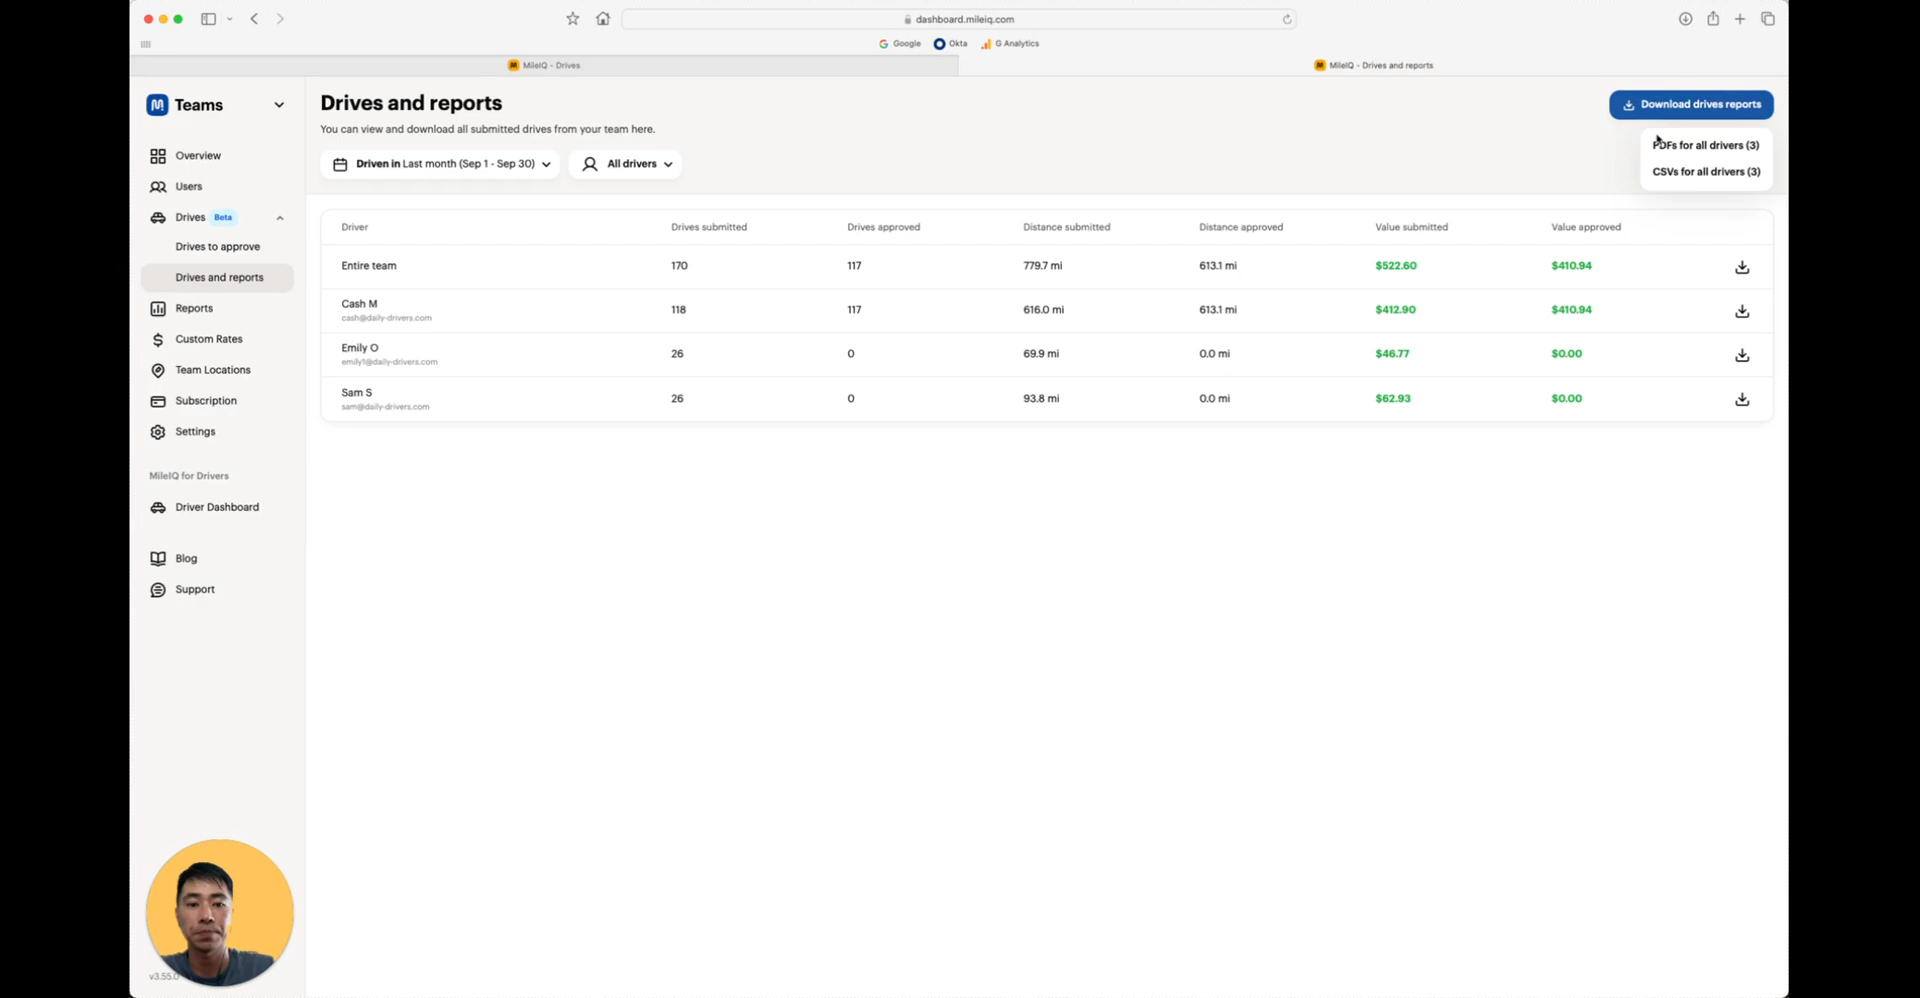 dashboard.mileiq.com
Google Okta G Analytics
MileIQ - Drives
MileIQ - Drives and reports
Teams
Overview
Users
Drives Beta
Drives to approve
Drives and reports
Reports
Custom Rates
Team Locations
Subscription
Settings
MileIQ for Drivers
Driver Dashboard
Blog
Support
v3.55.0
Drives and reports
You can view and download all submitted drives from your team here.
Driven in Last month (Sep 1 - Sep 30)
All drivers
Download drives reports
PDFs for all drivers (3)
CSVs for all drivers (3)
Driver Drives submitted Drives approved Distance submitted Distance approved Value submitted Value approved
Entire team 170 117 779.7 mi 613.1 mi $522.60 $410.94
Cash M 118 117 616.0 mi 613.1 mi $412.90 $410.94
cash@daily-drivers.com
Emily O 26 0 69.9 mi 0.0 mi $46.77 $0.00
emily1@daily-drivers.com
Sam S 26 0 93.8 mi 0.0 mi $62.93 $0.00
sam@daily-drivers.com